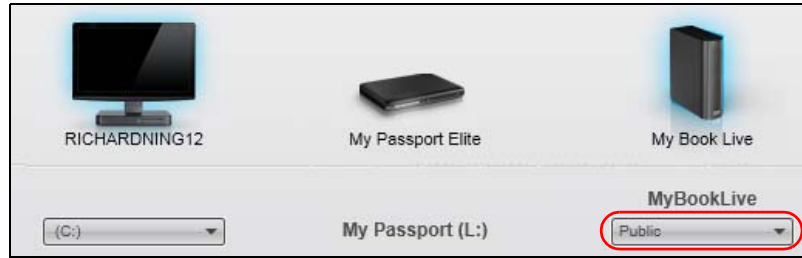 RICHARDNING12
My Passport Elite
My Book Live
MyBookLive
(C:)
My Passport (L:)
Public